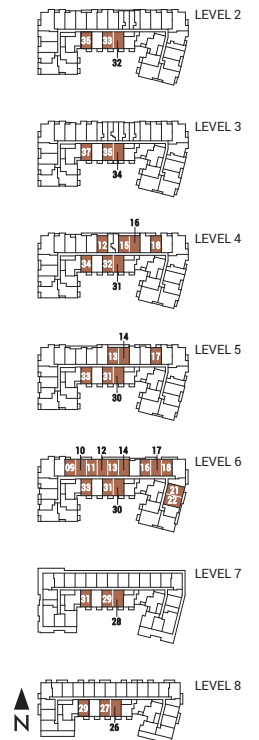 LEVEL 2
35 33
32
LEVEL 3
37 35
34
16
LEVEL 4
12 15 18
34 32
31
14
LEVEL 5
13 17
33 31
30
10 12 14 17
LEVEL 6
09 11 13 16 18
33 31
21
22
30
LEVEL 7
31 29
28
LEVEL 8
29 27
26
N